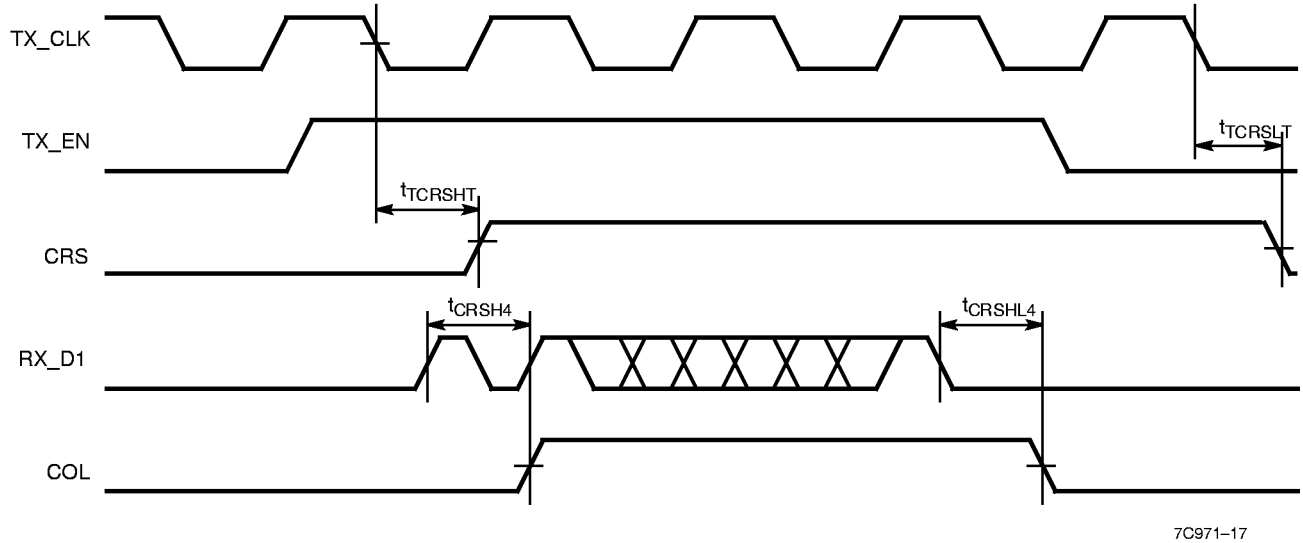 TX_CLK
TX_EN
tTCRSLT
tTCRSHT
CRS
tCRSH4
tCRSHL4
RX_D1
COL
7C971–17